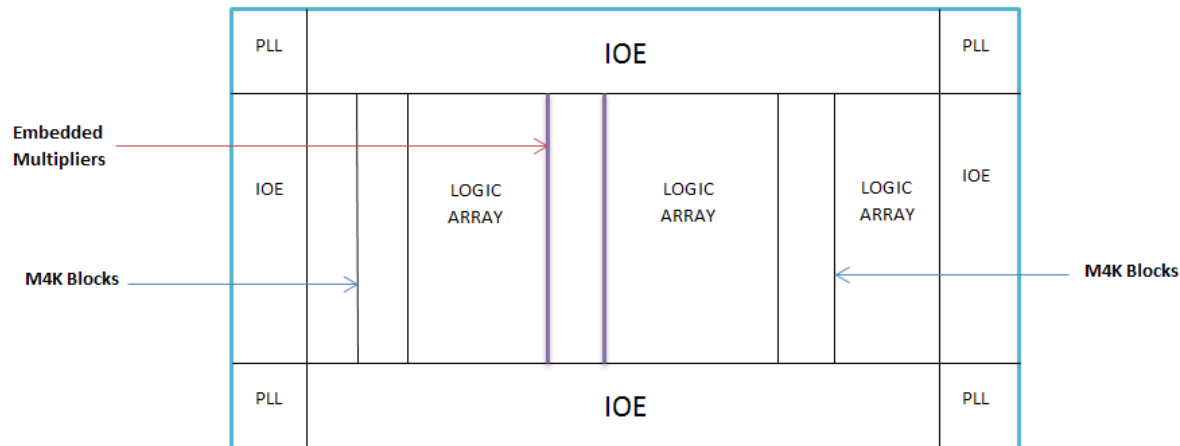 PLL
IOE
PLL
Embedded
Multipliers
IOE
LOGIC
ARRAY
LOGIC
ARRAY
LOGIC
ARRAY
IOE
M4K Blocks
M4K Blocks
PLL
IOE
PLL